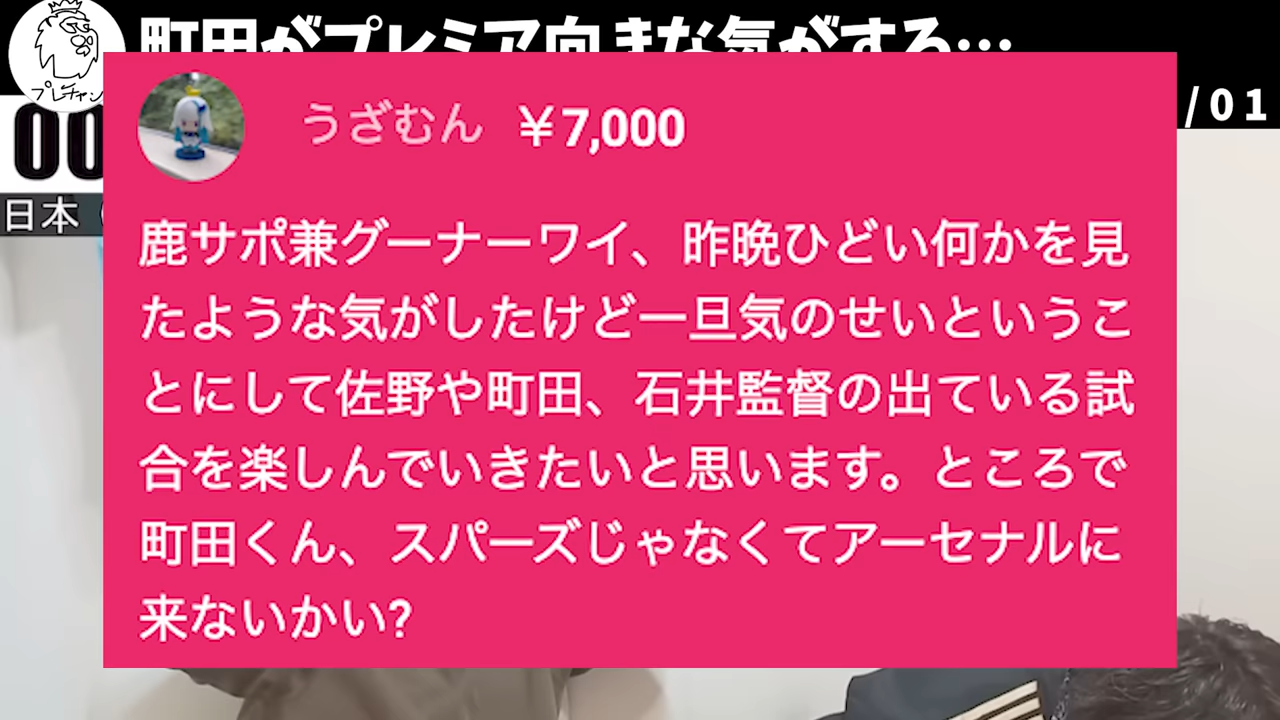 町田がプレミア向きな気がする…
プレチャン
/01
00
日本
うざむん ￥7,000
鹿サポ兼グーナーワイ、昨晩ひどい何かを見
たような気がしたけど一旦気のせいというこ
とにして佐野や町田、石井監督の出ている試
合を楽しんでいきたいと思います。ところで
町田くん、スパーズじゃなくてアーセナルに
来ないかい?